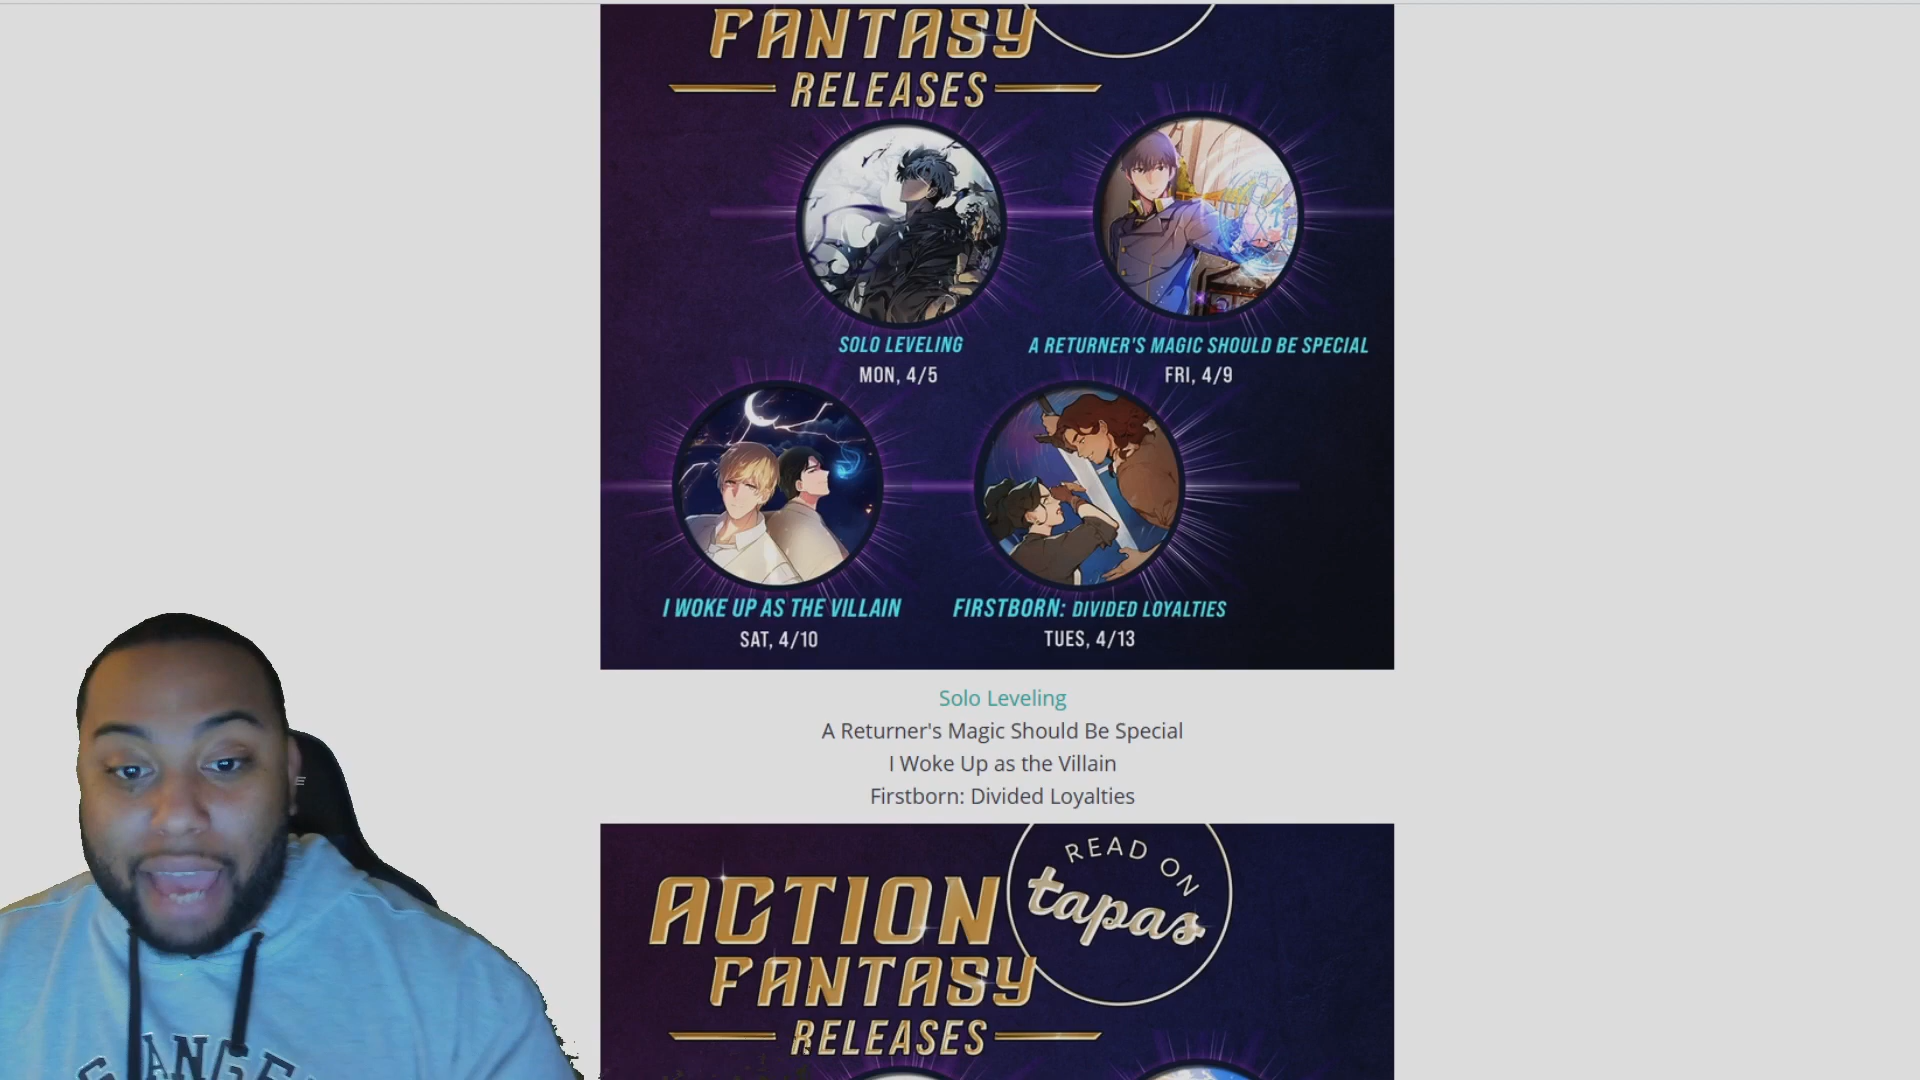 FANTASY
RELEASES
SOLO LEVELING
MON, 4/5
A RETURNER'S MAGIC SHOULD BE SPECIAL
FRI, 4/9
I WOKE UP AS THE VILLAIN
SAT, 4/10
FIRSTBORN: DIVIDED LOYALTIES
TUES, 4/13
Solo Leveling
A Returner's Magic Should Be Special
I Woke Up as the Villain
Firstborn: Divided Loyalties
READ ON
tapas
ACTION
FANTASY
RELEASES